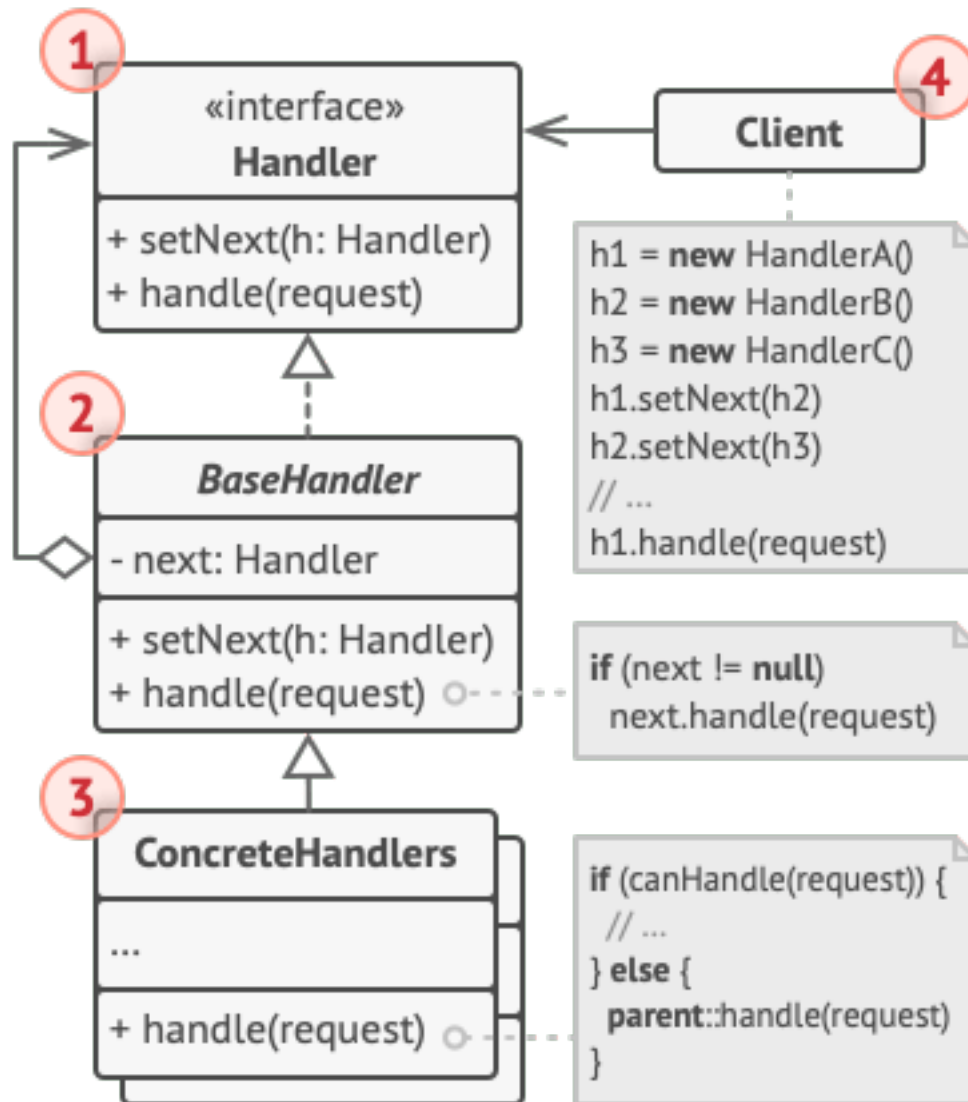 1
«interface»
Handler
+ setNext(h: Handler)
+ handle(request)
4
Client
h1 = new HandlerA()
h2 = new HandlerB()
h3 = new HandlerC()
h1.setNext(h2)
h2.setNext(h3)
// ...
h1.handle(request)
2
BaseHandler
- next: Handler
+ setNext(h: Handler)
+ handle(request)
if (next != null)
next.handle(request)
3
ConcreteHandlers
...
+ handle(request)
if (canHandle(request)) {
// ...
} else {
parent::handle(request)
}